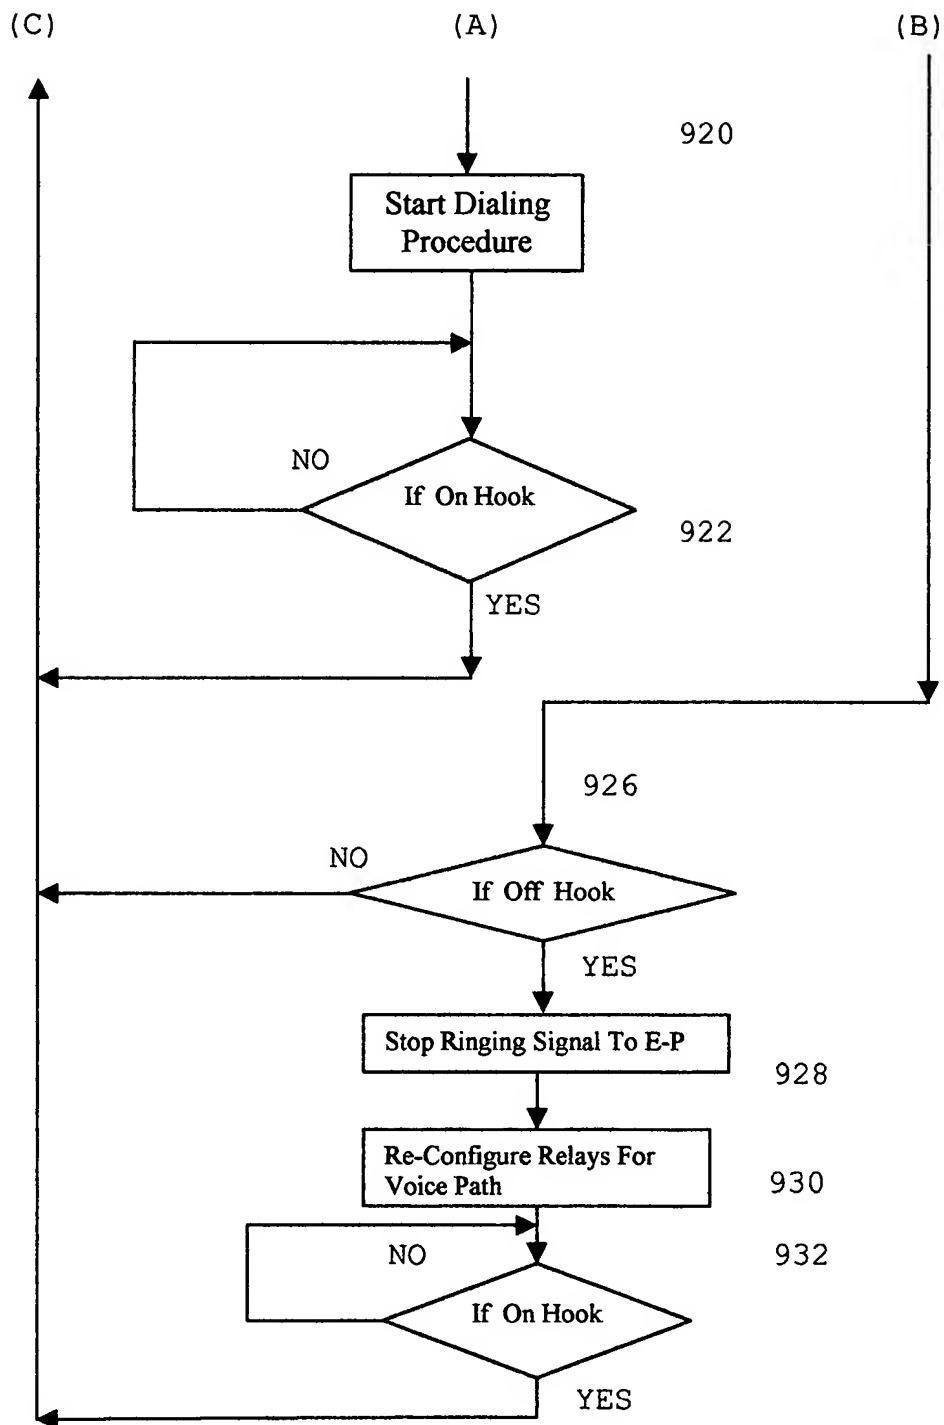 (C) (A) (B)
920
Start Dialing
Procedure
NO
If On Hook
922
YES
926
NO
If Off Hook
YES
Stop Ringing Signal To E-P
928
Re-Configure Relays For
Voice Path
930
NO
932
If On Hook
YES